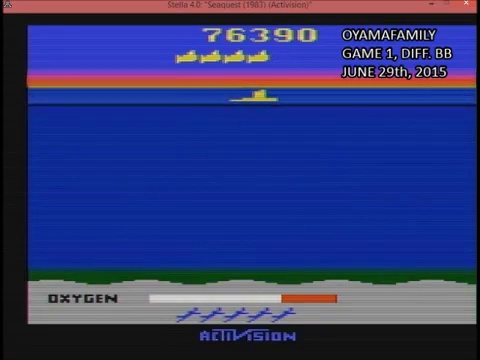 Stella 4.0: "Seaquest (1983) (Activision)"
76390
OYAMAFAMILY
GAME 1, DIFF. BB
JUNE 29th, 2015
OXYGEN
ACTIVISION